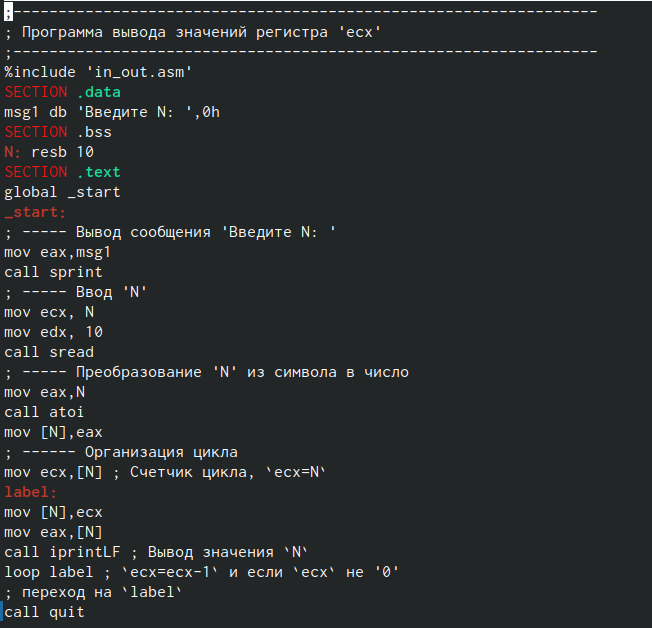 ;-----------------------------------------------------------------
; Программа вывода значений регистра 'ecx'
;-----------------------------------------------------------------
%include 'in_out.asm'
SECTION .data
msg1 db 'Введите N: ',0h
SECTION .bss
N: resb 10
SECTION .text
global _start
_start:
; ----- Вывод сообщения 'Введите N: '
mov eax,msg1
call sprint
; ----- Ввод 'N'
mov ecx, N
mov edx, 10
call sread
; ----- Преобразование 'N' из символа в число
mov eax,N
call atoi
mov [N],eax
; ------ Организация цикла
mov ecx,[N] ; Счетчик цикла, `ecx=N`
label:
mov [N],ecx
mov eax,[N]
call iprintLF ; Вывод значения `N`
loop label ; `ecx=ecx-1` и если `ecx` не '0'
; переход на `label`
call quit